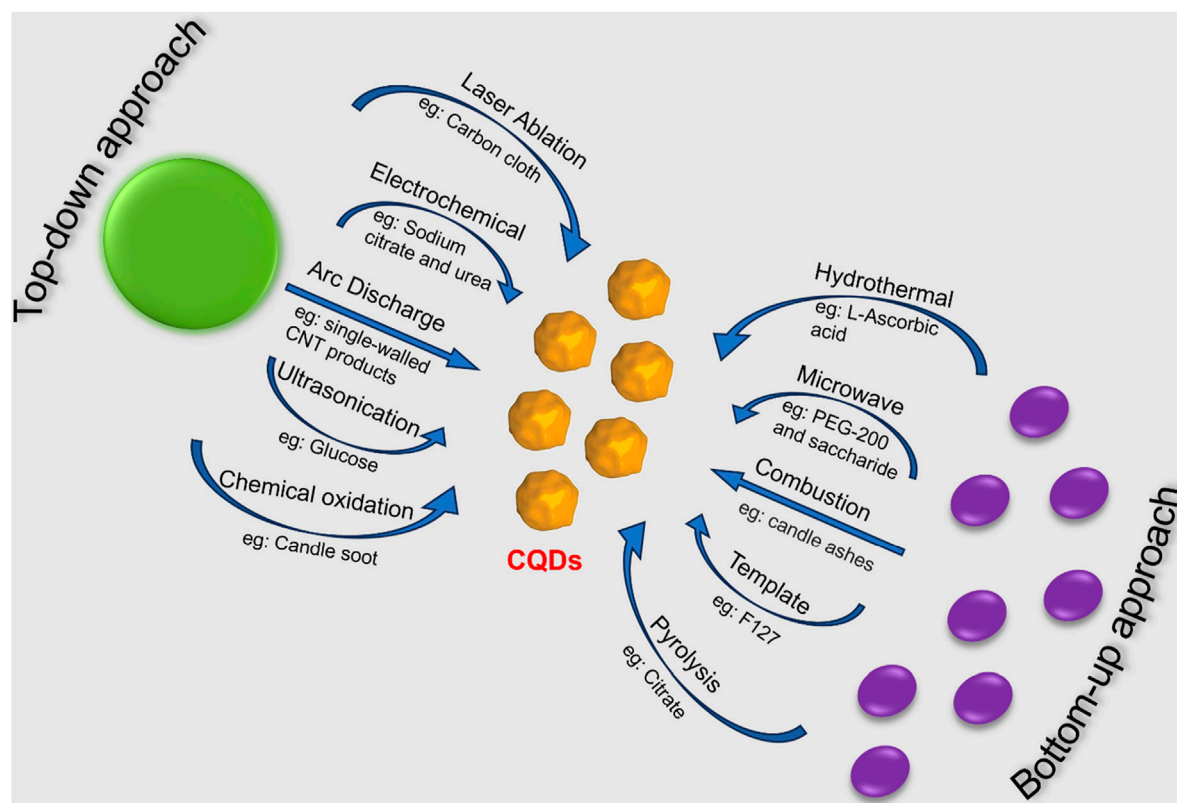 Top-down approach
Laser Ablation
eg: Carbon cloth
Electrochemical
eg: Sodium
citrate and urea
Arc Discharge
eg: single-walled
CNT products
Ultrasonication
eg: Glucose
Chemical oxidation
eg: Candle soot
CQDs
Hydrothermal
eg: L-Ascorbic
acid
Microwave
eg: PEG-200
and saccharide
Combustion
eg: candle ashes
Template
eg: F127
Pyrolysis
eg: Citrate
Bottom-up approach